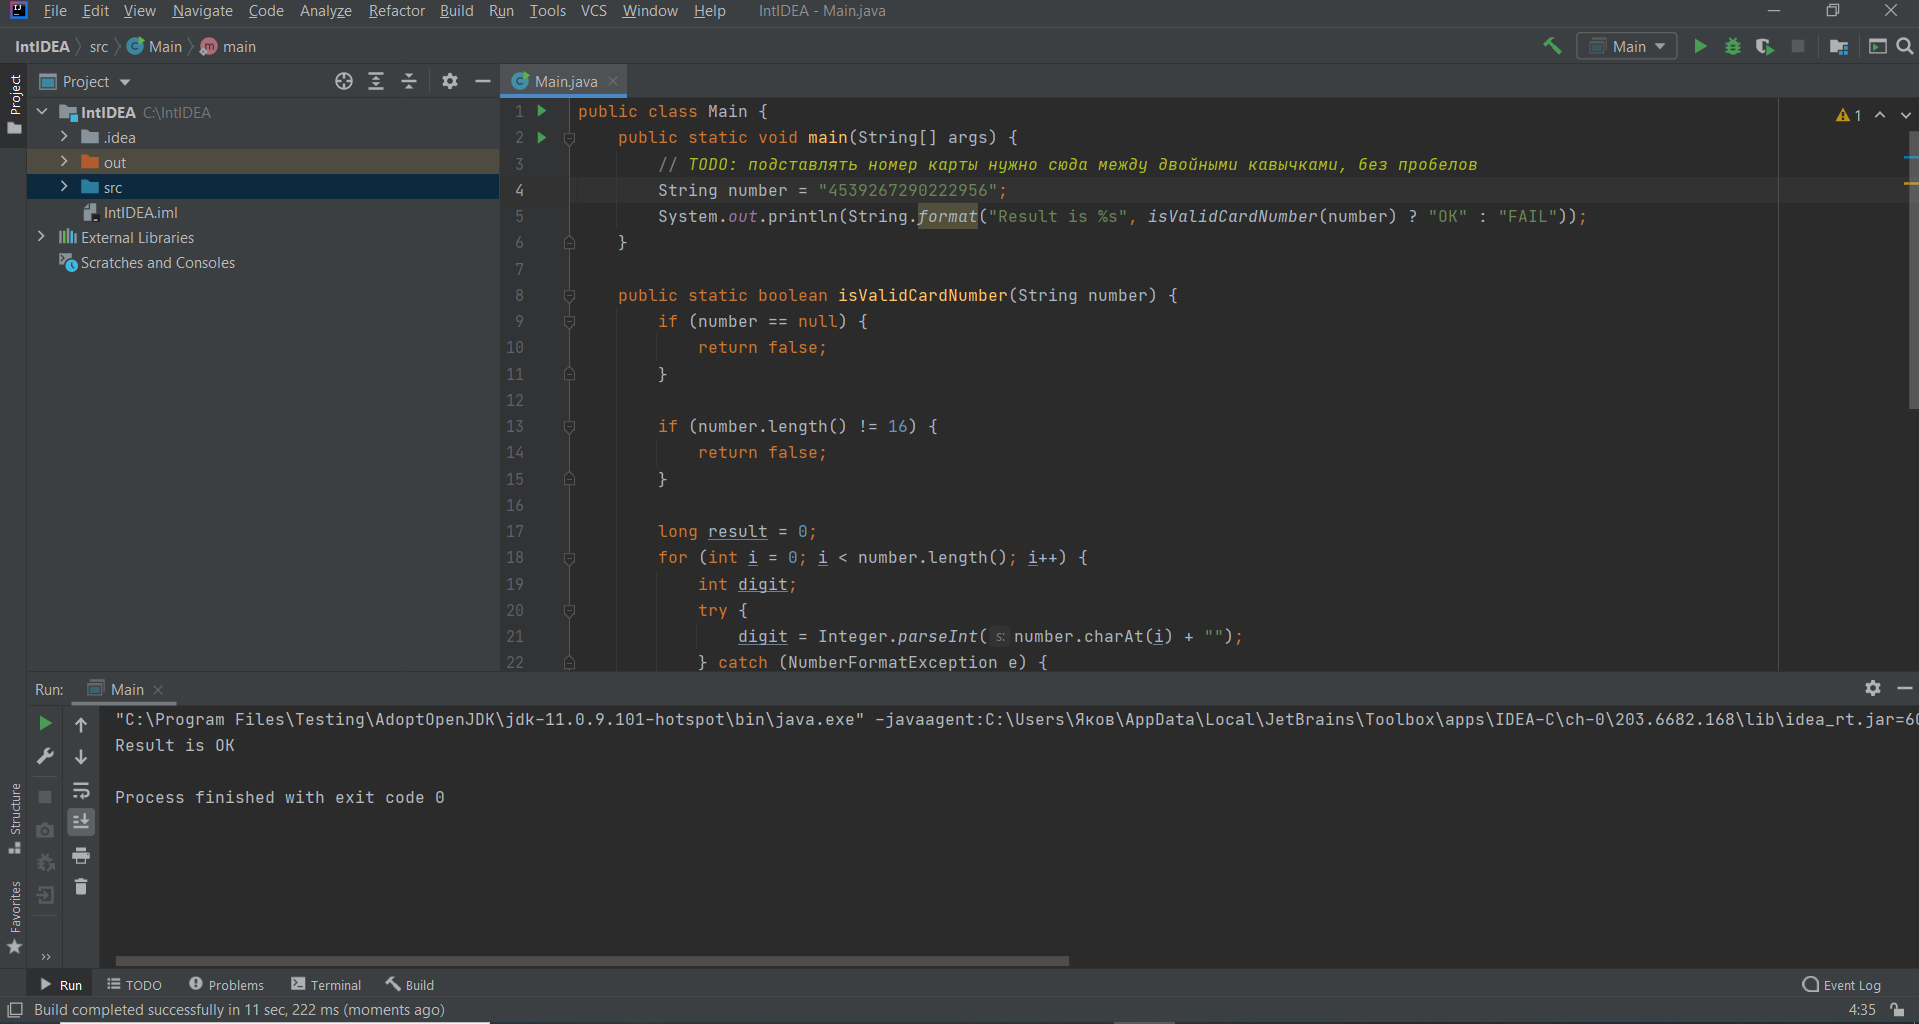 File Edit View Navigate Code Analyze Refactor Build Run Tools VCS Window Help IntIDEA - Main.java
IntIDEA src Main main
Main
Project
Project
Main.java
IntIDEA C:\IntIDEA
.idea
out
src
IntIDEA.iml
External Libraries
Scratches and Consoles
1 public class Main {
2 public static void main(String[] args) {
3 // TODO: подставлять номер карты нужно сюда между двойными кавычками, без пробелов
4 String number = "4539267290222956";
5 System.out.println(String.format("Result is %s", isValidCardNumber(number) ? "OK" : "FAIL"));
6 }
7
8 public static boolean isValidCardNumber(String number) {
9 if (number == null) {
10 return false;
11 }
12
13 if (number.length() != 16) {
14 return false;
15 }
16
17 long result = 0;
18 for (int i = 0; i < number.length(); i++) {
19 int digit;
20 try {
21 digit = Integer.parseInt( s: number.charAt(i) + "");
22 } catch (NumberFormatException e) {
1
Run: Main
"C:\Program Files\Testing\AdoptOpenJDK\jdk-11.0.9.101-hotspot\bin\java.exe" -javaagent:C:\Users\Яков\AppData\Local\JetBrains\Toolbox\apps\IDEA-C\ch-0\203.6682.168\lib\idea_rt.jar=60
Result is OK
Process finished with exit code 0
Structure
Favorites
Run TODO Problems Terminal Build Event Log
Build completed successfully in 11 sec, 222 ms (moments ago) 4:35